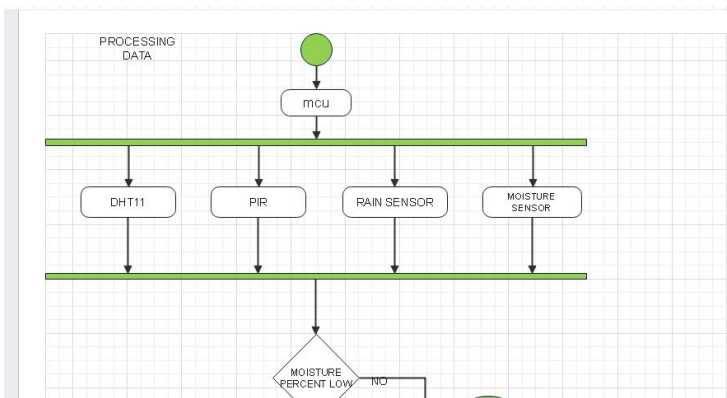 PROCESSING
DATA
mcu
DHT11
PIR
RAIN SENSOR
MOISTURE
SENSOR
MOISTURE
PERCENT LOW
NO